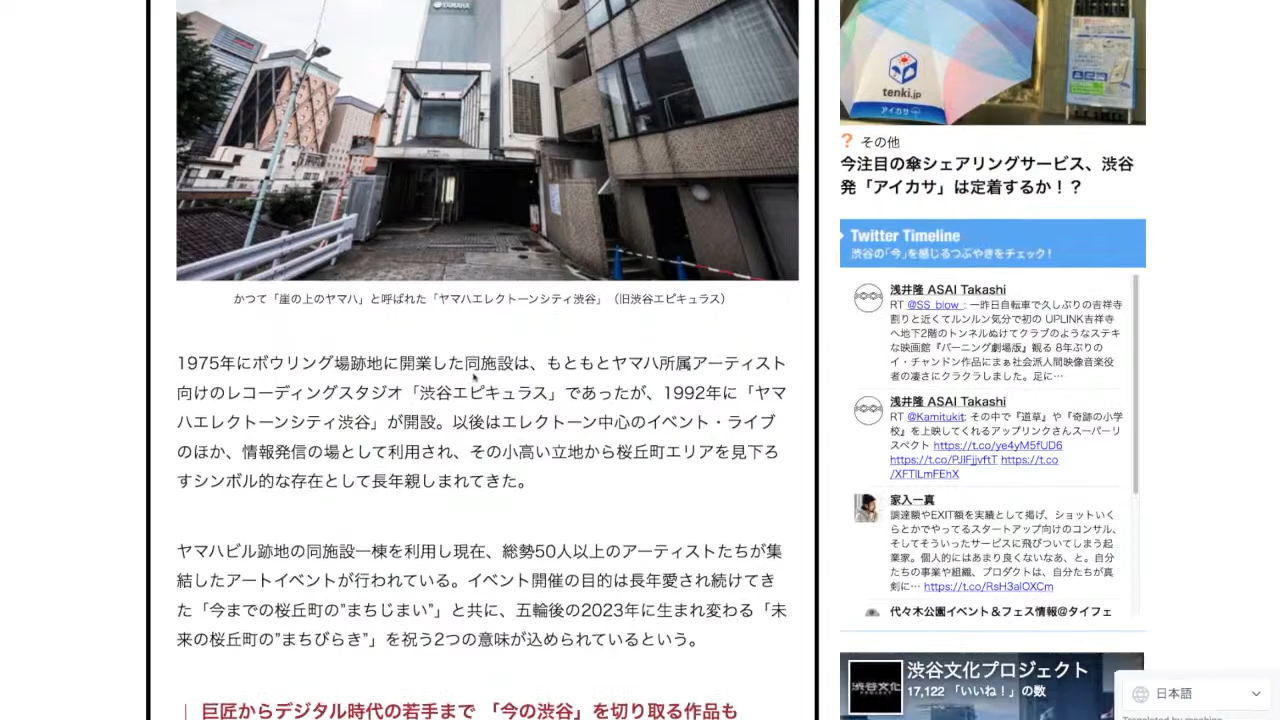 YAMAHA
かつて「崖の上のヤマハ」と呼ばれた「ヤマハエレクトーンシティ渋谷」（旧渋谷エピキュラス）
1975年にボウリング場跡地に開業した同施設は、もともとヤマハ所属アーティスト
向けのレコーディングスタジオ「渋谷エピキュラス」であったが、1992年に「ヤマ
ハエレクトーンシティ渋谷」が開設。以後はエレクトーン中心のイベント・ライブ
のほか、情報発信の場として利用され、その小高い立地から桜丘町エリアを見下ろ
すシンボル的な存在として長年親しまれてきた。
ヤマハビル跡地の同施設一棟を利用し現在、総勢50人以上のアーティストたちが集
結したアートイベントが行われている。イベント開催の目的は長年愛され続けてき
た「今までの桜丘町の"まちじまい"」と共に、五輪後の2023年に生まれ変わる「未
来の桜丘町の"まちびらき"」を祝う2つの意味が込められているという。
巨匠からデジタル時代の若手まで 「今の渋谷」を切り取る作品も
tenki.jp
アイカサ
? その他
今注目の傘シェアリングサービス、渋谷
発「アイカサ」は定着するか！？
Twitter Timeline
渋谷の「今」を感じるつぶやきをチェック！
浅井隆 ASAI Takashi
RT @SS_blow_: 一昨日自転車で久しぶりの吉祥寺
割りと近くてルンルン気分で初の UPLINK吉祥寺
へ地下2階のトンネルぬけてクラブのようなステキ
な映画館『バーニング劇場版』観る 8年ぶりの
イ・チャンドン作品にまぁ社会派人間映像音楽役
者の凄さにクラクラしました。足に…
浅井隆 ASAI Takashi
RT @Kamitukit: その中で『道草』や『奇跡の小学
校』を上映してくれるアップリンクさんスーパーリ
スペクト https://t.co/ye4yM5fUD6
https://t.co/PJIFjjvftT https://t.co
/XFTlLmFEhX
家入一真
調達額やEXIT額を実績として掲げ、ショットいく
らとかでやってるスタートアップ向けのコンサル、
そしてそういったサービスに飛びついてしまう起
業家。個人的にはあまり良くないなあ、と。自分
たちの事業や組織、プロダクトは、自分たちが真
剣に… https://t.co/RsH3alOXCm
代々木公園イベント＆フェス情報@タイフェ
渋谷文化
PROJECT
渋谷文化プロジェクト
17,122 「いいね！」の数
日本語